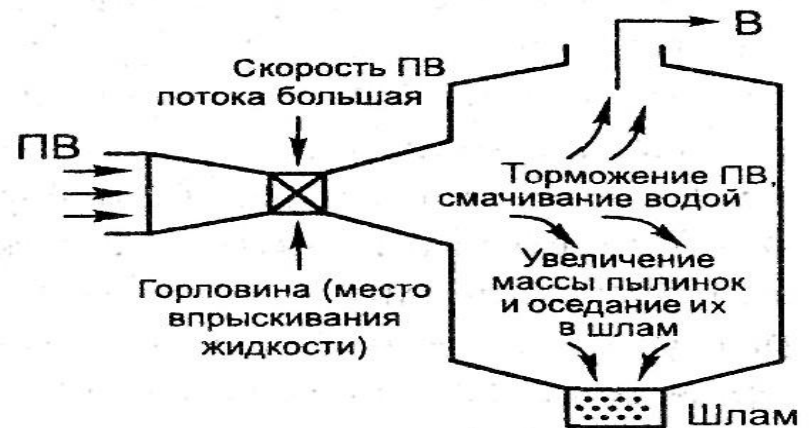 В
Скорость ПВ
потока большая
ПВ
Торможение ПВ,
смачивание водой
Увеличение
массы пылинок
и оседание их
в шлам
Горловина (место
впрыскивания
жидкости)
Шлам